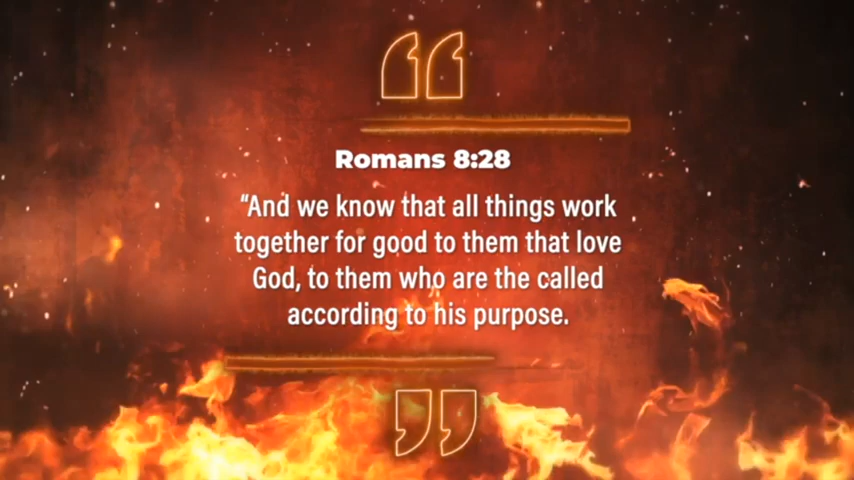 Romans 8:28
“And we know that all things work
together for good to them that love
God, to them who are the called
according to his purpose.